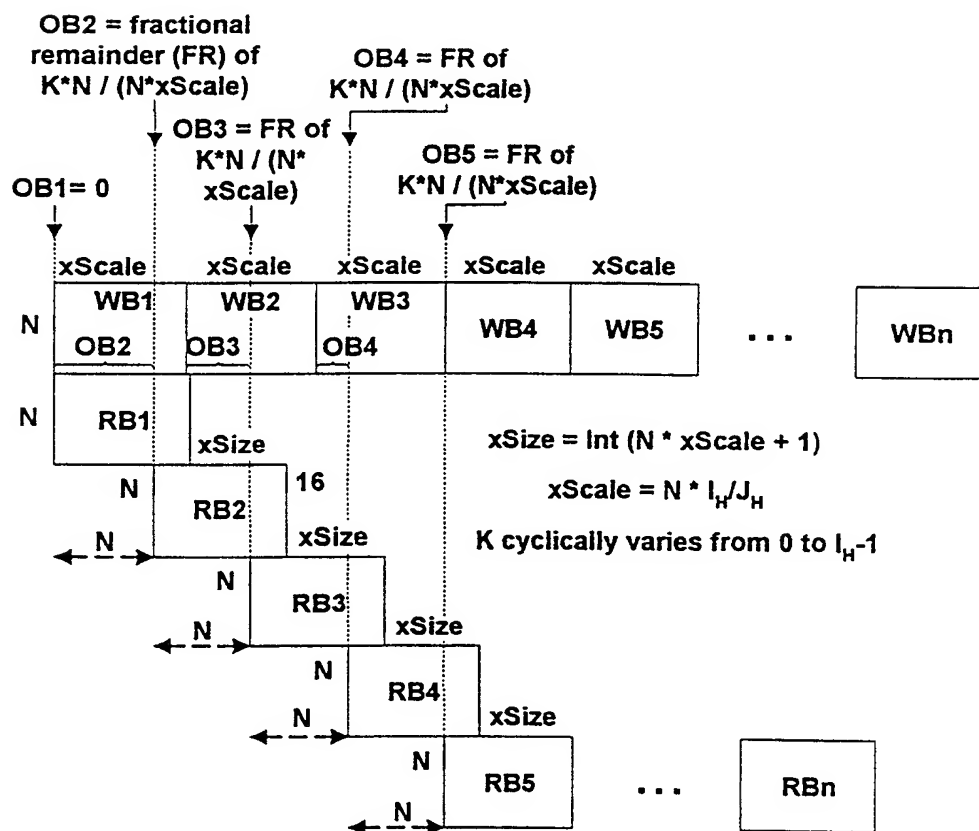 OB2 = fractional
remainder (FR) of
K*N / (N*xScale)
OB4 = FR of
K*N / (N*xScale)
OB3 = FR of
K*N / (N*
xScale)
OB5 = FR of
K*N / (N*xScale)
OB1= 0
xScale xScale xScale xScale xScale
N WB1 WB2 WB3 WB4 WB5 ... WBn
OB2 OB3 OB4
N RB1
xSize
xSize = Int (N * xScale + 1)
N RB2 16
xScale = N * I_H/J_H
N xSize
K cyclically varies from 0 to I_H-1
N RB3
N xSize
N RB4
N xSize
N RB5 ... RBn
N